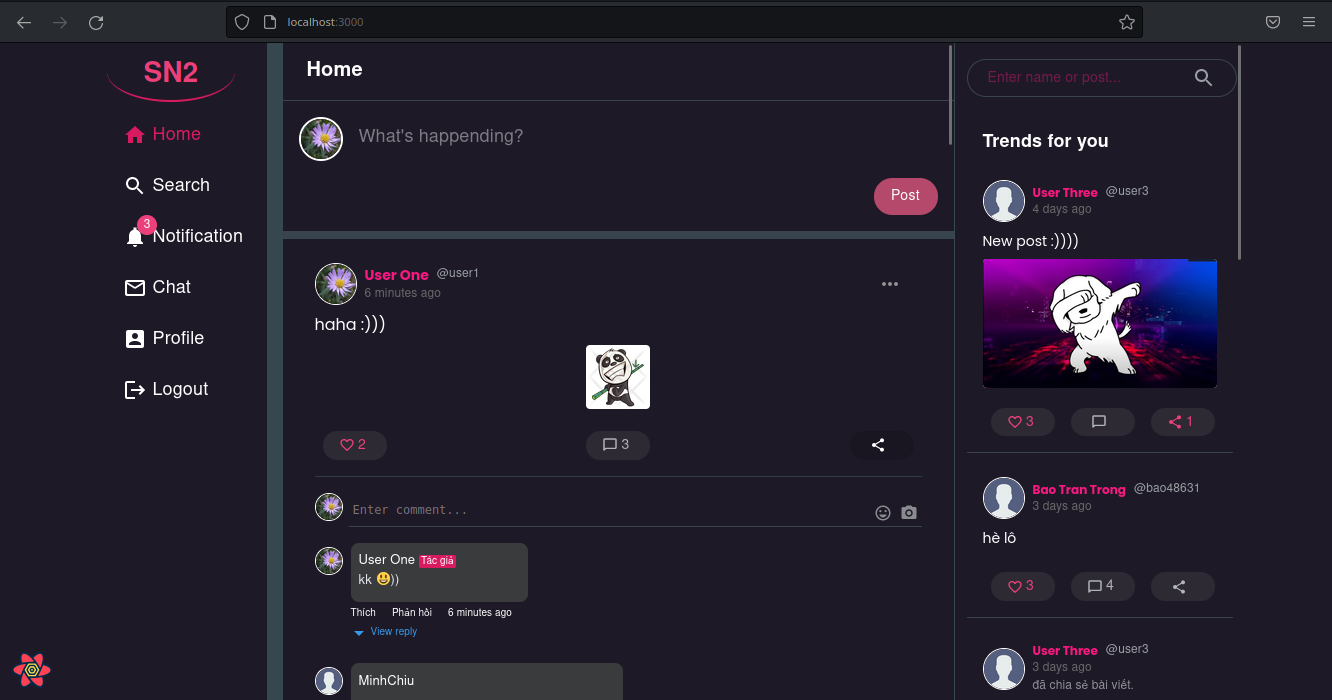 localhost:3000
SN2
Home
Search
3
Notification
Chat
Profile
Logout
Home
What's happending?
Post
User One @user1
6 minutes ago
haha :)))
2
3
Enter comment...
User One Tác giả
kk 😃))
Thích Phản hồi 6 minutes ago
View reply
MinhChiu
Enter name or post...
Trends for you
User Three @user3
4 days ago
New post :))))
3
1
Bao Tran Trong @bao48631
3 days ago
hè lô
3
4
User Three @user3
3 days ago
đã chia sẻ bài viết.